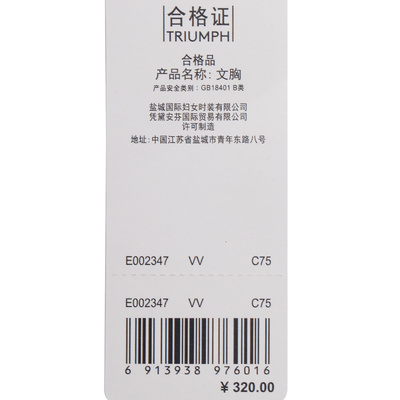 合格证
TRIUMPH
合格品
产品名称: 文胸
产品安全类别: GB18401 B类
盐城国际妇女时装有限公司
凭黛安芬国际贸易有限公司
许可制造
地址: 中国江苏省盐城市青年东路八号
E002347 VV C75
E002347 VV C75
6 913938 976016
¥ 320.00